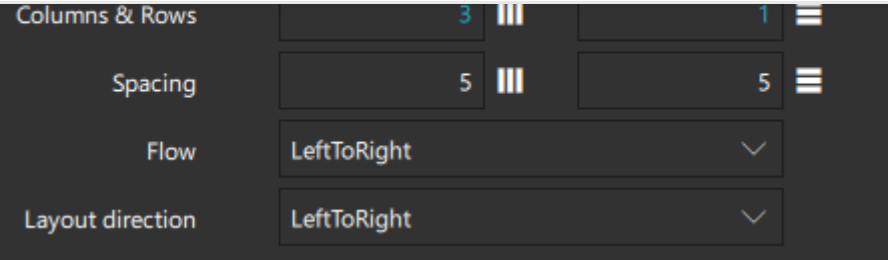 Columns & Rows 3 1
Spacing 5 5
Flow LeftToRight
Layout direction LeftToRight